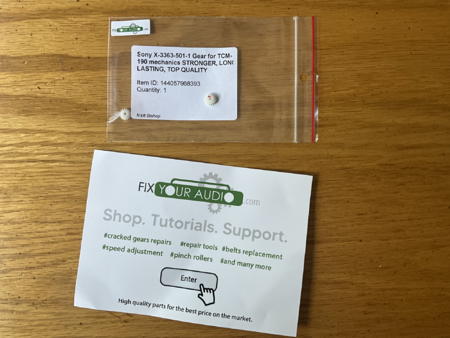 FIXYOURAUDIO
Sony X-3363-501-1 Gear for TCM-
190 mechanics STRONGER, LONG
LASTING, TOP QUALITY
Item ID: 144057988393
Quantity: 1
FIX YOUR AUDIO .com
Shop. Tutorials. Support.
#cracked gears repairs #repair tools #belts replacement
#speed adjustment #pinch rollers #and many more
Enter
High quality parts for the best price on the market.